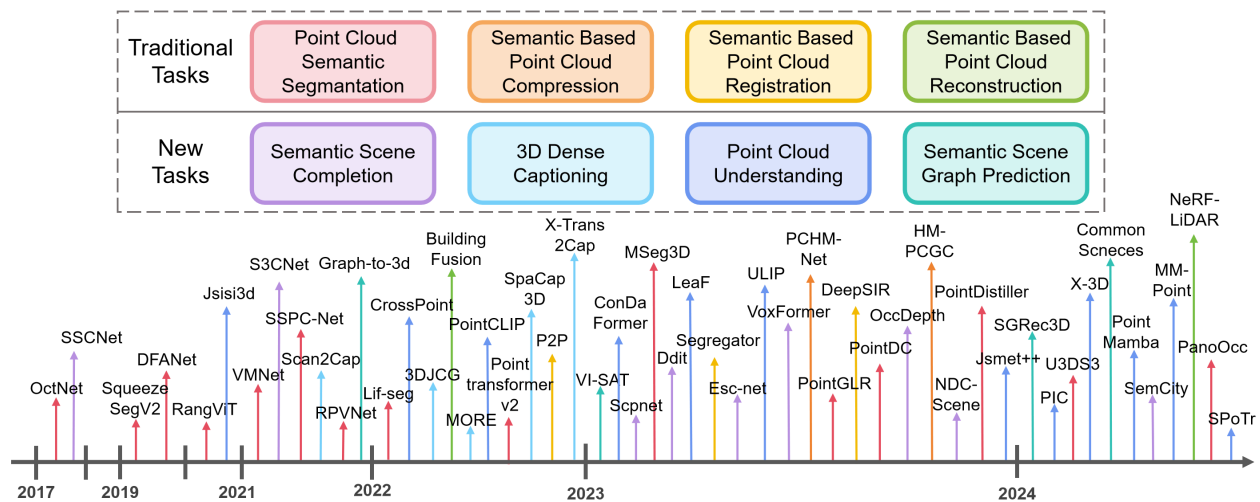 Traditional
Tasks
Point Cloud
Semantic
Segmantation
Semantic Based
Point Cloud
Compression
Semantic Based
Point Cloud
Registration
Semantic Based
Point Cloud
Reconstruction
New
Tasks
Semantic Scene
Completion
3D Dense
Captioning
Point Cloud
Understanding
Semantic Scene
Graph Prediction
OctNet
SSCNet
Squeeze
SegV2
DFANet
RangViT
Jsisi3d
VMNet
S3CNet
SSPC-Net
Scan2Cap
RPVNet
Graph-to-3d
Lif-seg
CrossPoint
3DJCG
Building
Fusion
MORE
PointCLIP
Point
transformer
v2
SpaCap
3D
P2P
X-Trans
2Cap
VI-SAT
ConDa
Former
Scpnet
MSeg3D
Ddit
LeaF
Segregator
Esc-net
ULIP
VoxFormer
PCHM-
Net
PointGLR
DeepSIR
PointDC
OccDepth
HM-
PCGC
NDC-
Scene
PointDistiller
Jsmet++
SGRec3D
PIC
U3DS3
X-3D
Common
Scneces
Point
Mamba
SemCity
MM-
Point
NeRF-
LiDAR
PanoOcc
SPoTr
2017
2019
2021
2022
2023
2024